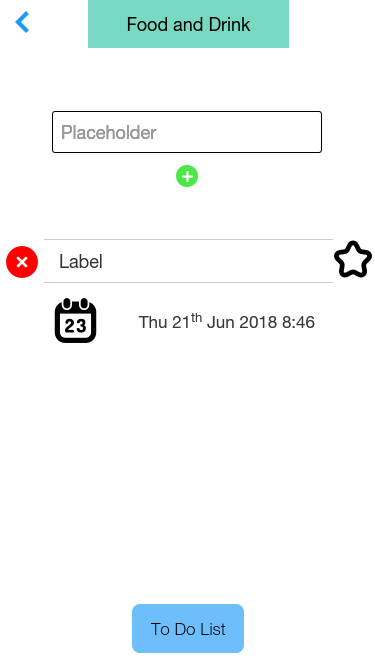 Food and Drink
Placeholder
Label
23
Thu 21th Jun 2018 8:46
To Do List